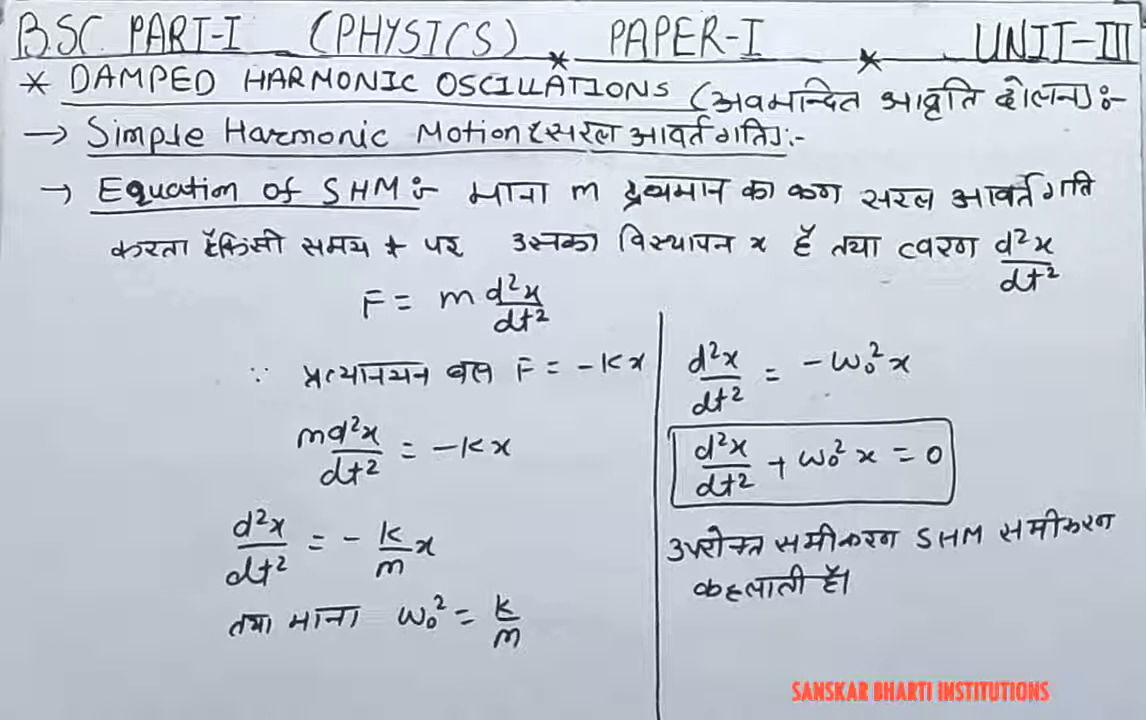 BSC PART-I (PHYSICS) * PAPER-I * UNIT-III
* DAMPED HARMONIC OSCILLATIONS (अवमन्दित आवृति दोलन) :-
→ Simple Harmonic Motion (सरल आवर्त गति) :-
→ Equation of SHM :- माना m द्रव्यमान का कण सरल आवर्त गति
करता है किसी समय t पर उसका विस्थापन x है तथा त्वरण d²x/dt²
F = m d²x/dt²
∵ प्रत्यानयन बल F = -kx
md²x/dt² = -kx
d²x/dt² = - k/m x
तथा माना ω₀² = k/m
d²x/dt² = -ω₀²x
d²x/dt² + ω₀²x = 0
उपरोक्त समीकरण SHM समीकरण
कहलाती है।
SANSKAR BHARTI INSTITUTIONS